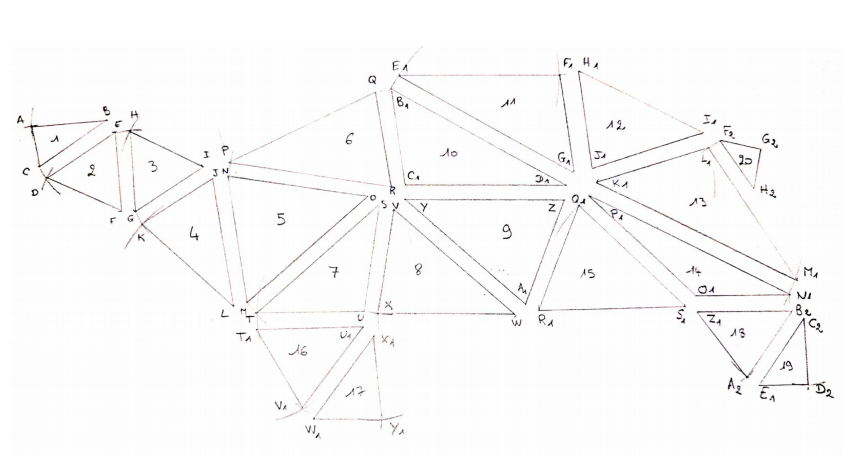 E1 F1 H1
Q B1 11
A B E H 12 I1 F2 G2
1 6 10 J1 L1 20
C 2 3 I P G1 H2
D J N C1 D1 K1
F G R Q1 P1 13
K 4 5 O S V Y Z
7 8 9 15 14 M1
L M T U X A1 W R1 S1 O1 N1
T1 U1 X1 Z1 B2 C2
16 18
17 19
V1 W1 Y1 A2 E1 D2